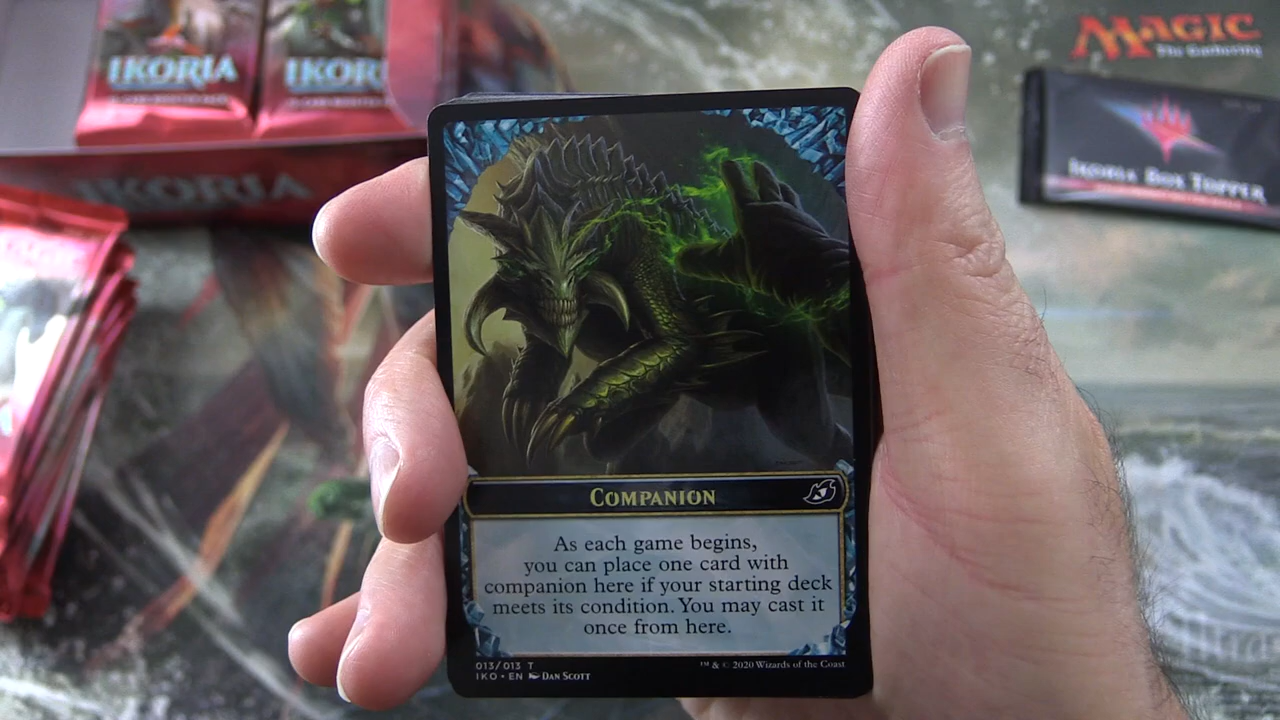 IKORIA
IKOR
IKORIA
MAGIC
The Gathering
IKORIA BOX TOPPER
COMPANION
As each game begins,
you can place one card with
companion here if your starting deck
meets its condition. You may cast it
once from here.
013/013 T
™ & © 2020 Wizards of the Coast
IKO • EN DAN SCOTT